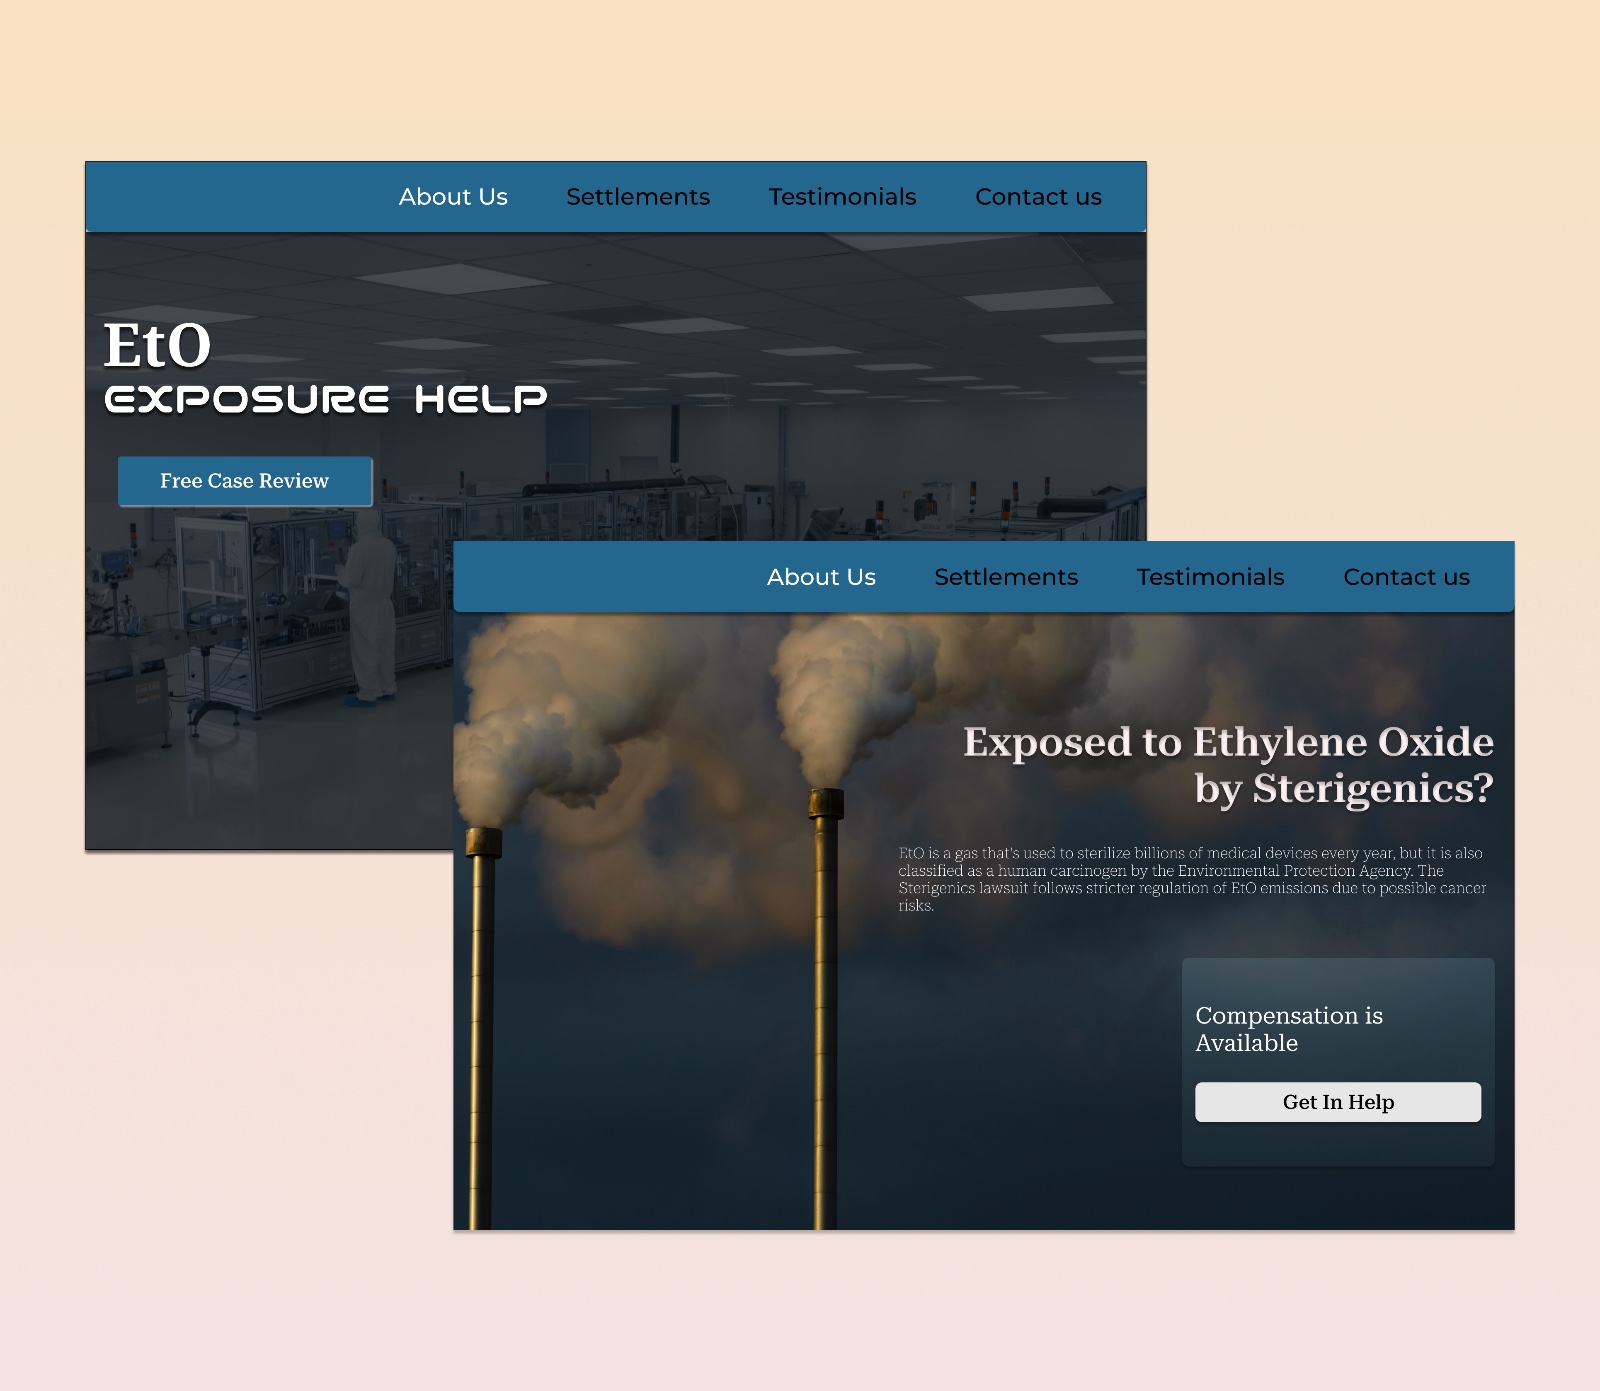 About Us Settlements Testimonials Contact us
EtO
EXPOSURE HELP
Free Case Review
About Us Settlements Testimonials Contact us
Exposed to Ethylene Oxide
by Sterigenics?
EtO is a gas that's used to sterilize billions of medical devices every year, but it is also
classified as a human carcinogen by the Environmental Protection Agency. The
Sterigenics lawsuit follows stricter regulation of EtO emissions due to possible cancer
risks.
Compensation is
Available
Get In Help